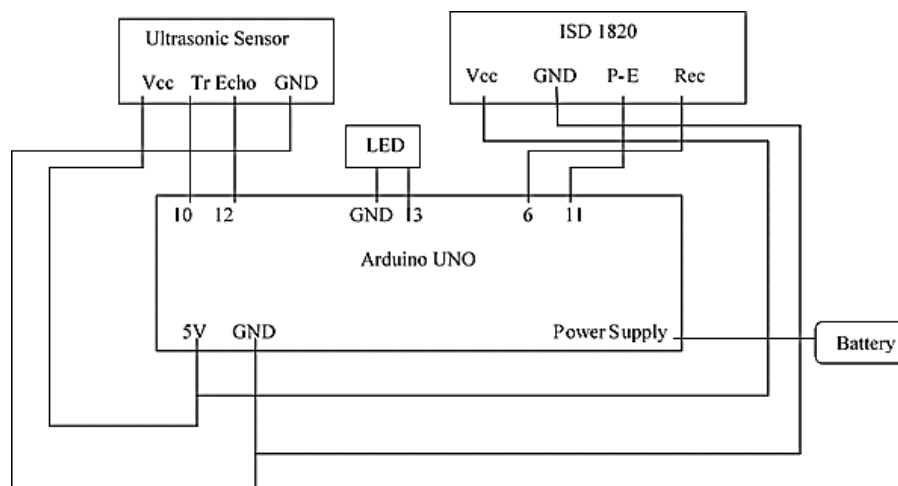 Ultrasonic Sensor
Vcc Tr Echo GND
ISD 1820
Vcc GND P-E Rec
LED
10 12 GND 13 6 11
Arduino UNO
5V GND Power Supply
Battery